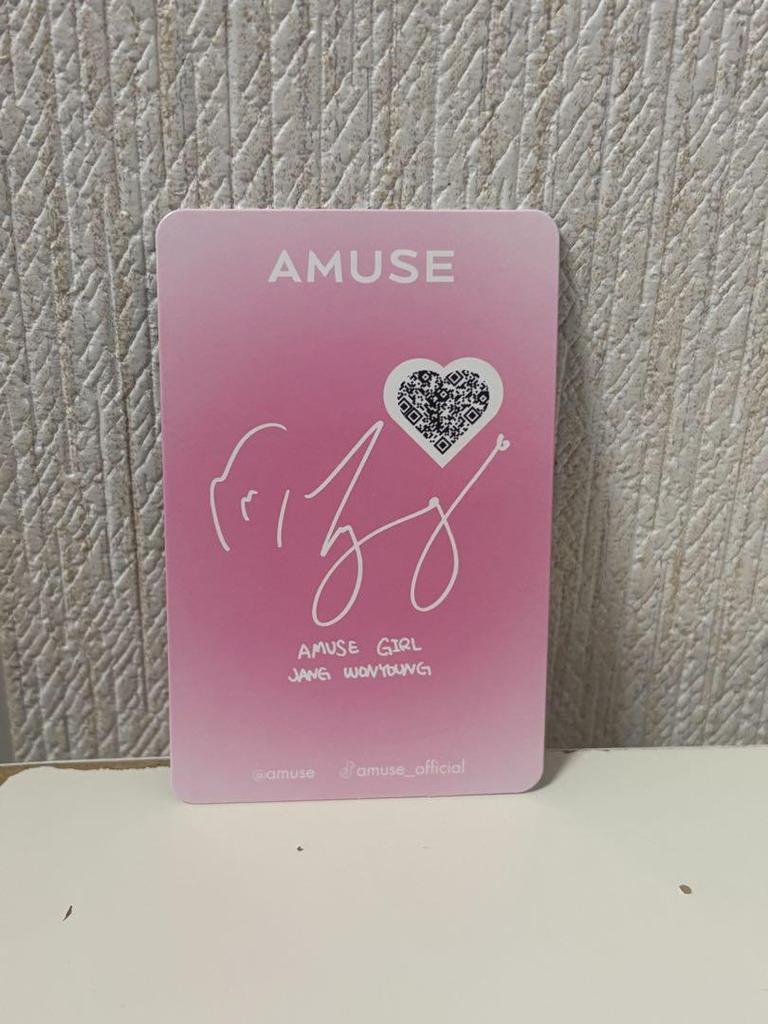 AMUSE
AMUSE GIRL
JANG WONYOUNG
@amuse amuse_official